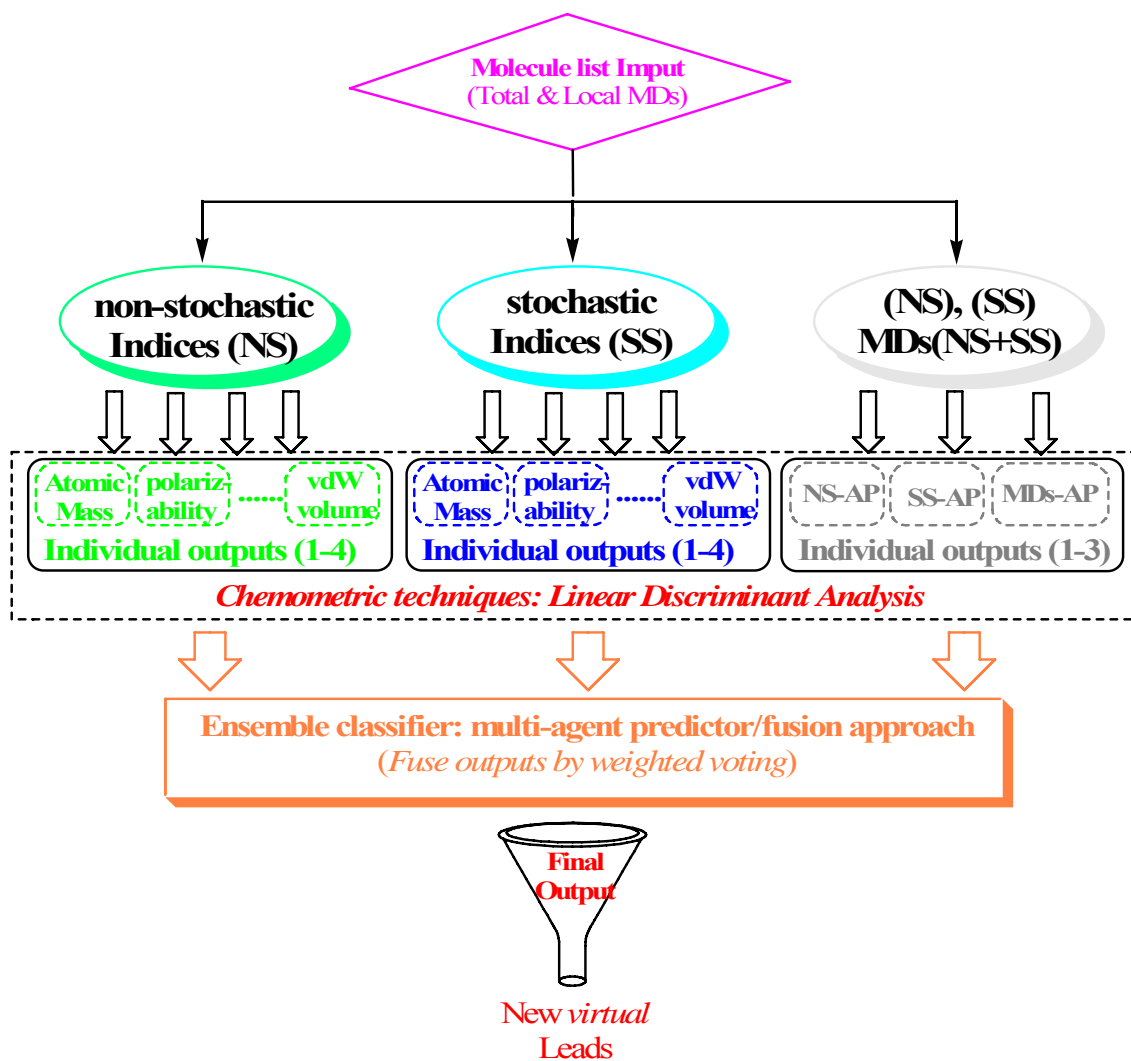 Molecule list Imput
(Total & Local MDs)
non-stochastic
Indices (NS)
stochastic
Indices (SS)
(NS), (SS)
MDs(NS+SS)
Atomic
Mass
polariz-
ability
......
vdW
volume
Individual outputs (1-4)
Atomic
Mass
polariz-
ability
......
vdW
volume
Individual outputs (1-4)
NS-AP
SS-AP
MDs-AP
Individual outputs (1-3)
Chemometric techniques: Linear Discriminant Analysis
Ensemble classifier: multi-agent predictor/fusion approach
(Fuse outputs by weighted voting)
Final
Output
New virtual
Leads